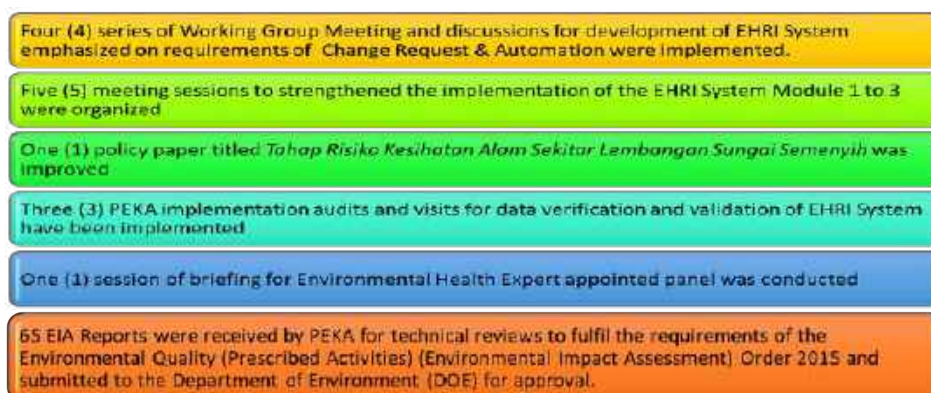 Four (4) series of Working Group Meeting and discussions for development of EHRI System
emphasized on requirements of Change Request & Automation were implemented.
Five (5) meeting sessions to strengthened the implementation of the EHRI System Module 1 to 3
were organized
One (1) policy paper titled Tahap Risiko Kesihatan Alam Sekitar Lembangan Sungai Semenyih was
improved
Three (3) PEKA implementation audits and visits for data verification and validation of EHRI System
have been implemented
One (1) session of briefing for Environmental Health Expert appointed panel was conducted
65 EIA Reports were received by PEKA for technical reviews to fulfil the requirements of the
Environmental Quality (Prescribed Activities) (Environmental Impact Assessment) Order 2015 and
submitted to the Department of Environment (DOE) for approval.